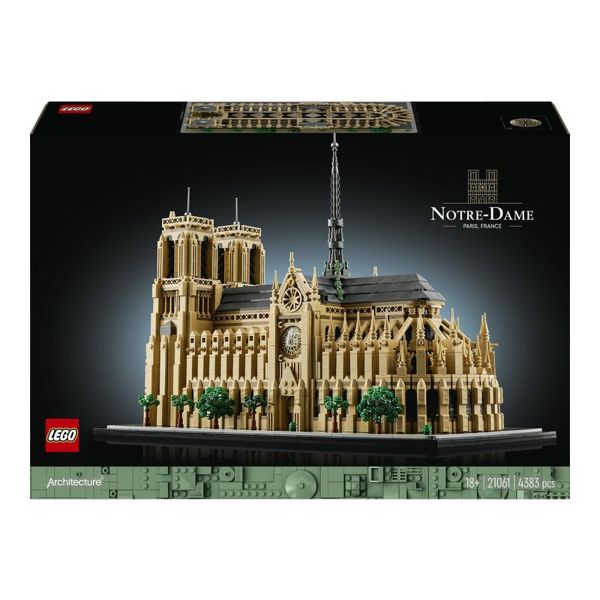 LEGO
NOTRE-DAME
PARIS, FRANCE
LEGO
Architecture
18+
21061
4383 pcs